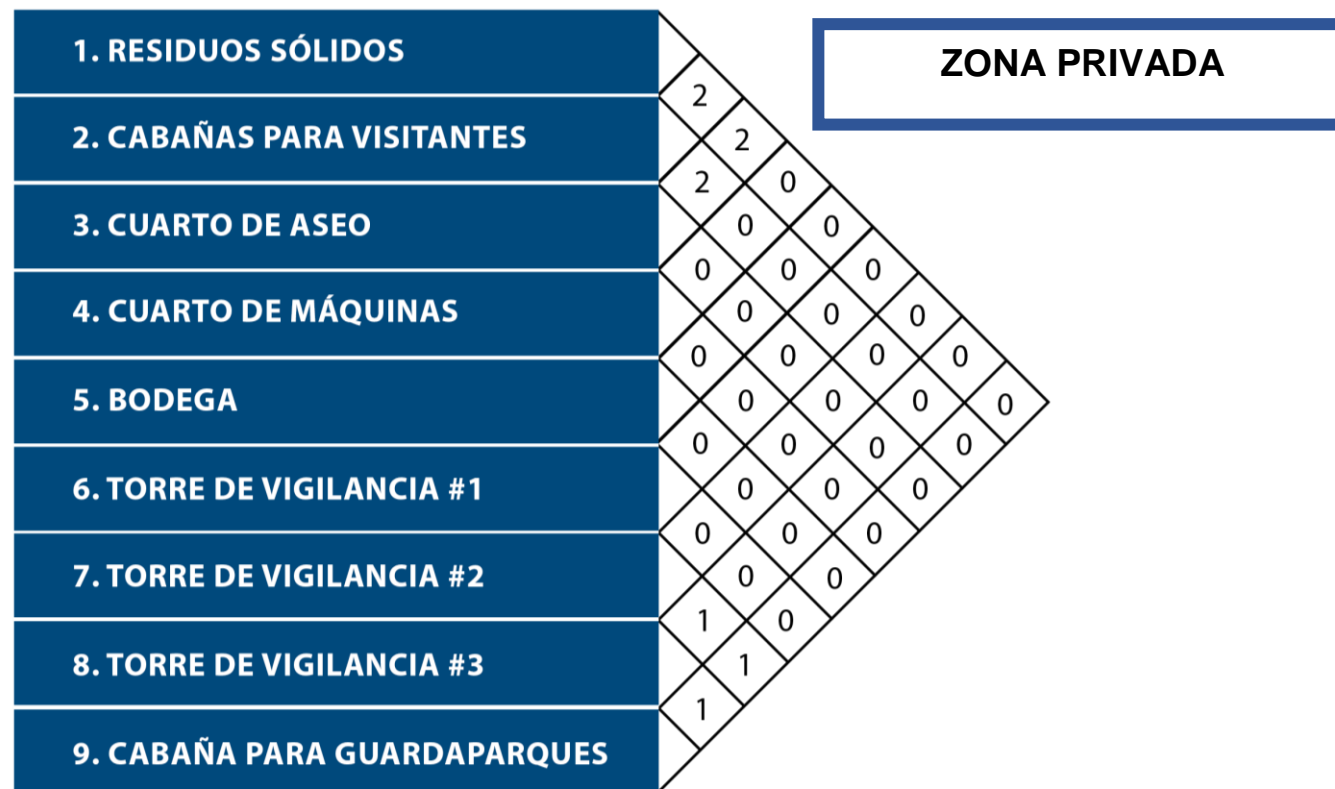 1. RESIDUOS SÓLIDOS
ZONA PRIVADA
2
2. CABAÑAS PARA VISITANTES
2
2 0
3. CUARTO DE ASEO
0 0
0 0 0
4. CUARTO DE MÁQUINAS
0 0 0
0 0 0 0
5. BODEGA
0 0 0 0
0 0 0 0
6. TORRE DE VIGILANCIA #1
0 0 0
0 0 0
7. TORRE DE VIGILANCIA #2
0 0
1 0
8. TORRE DE VIGILANCIA #3
1
1
9. CABAÑA PARA GUARDAPARQUES